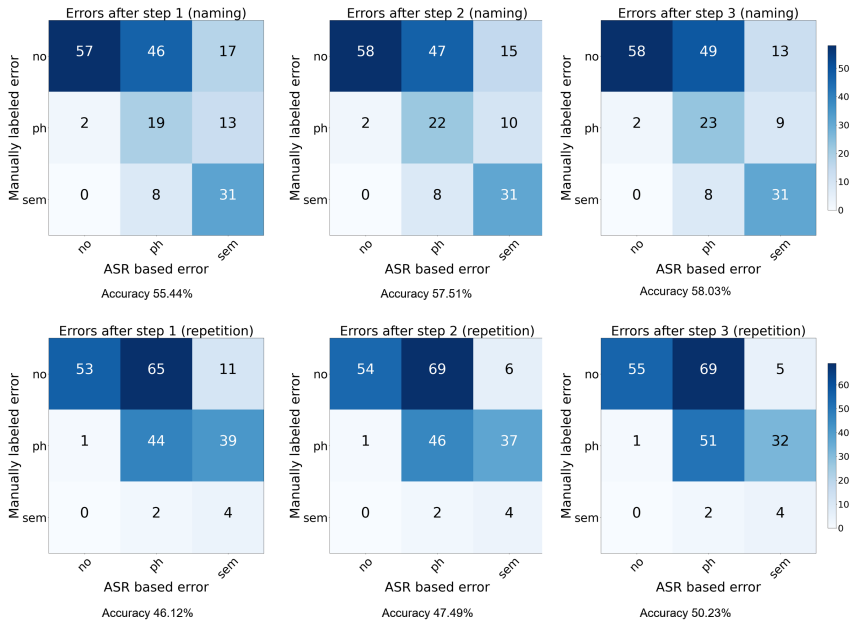 Errors after step 1 (naming)
Manually labeled error
no 57 46 17
ph 2 19 13
sem 0 8 31
no ph sem
ASR based error
Accuracy 55.44%
Errors after step 2 (naming)
Manually labeled error
no 58 47 15
ph 2 22 10
sem 0 8 31
no ph sem
ASR based error
Accuracy 57.51%
Errors after step 3 (naming)
Manually labeled error
no 58 49 13
ph 2 23 9
sem 0 8 31
no ph sem
ASR based error
Accuracy 58.03%
50
40
30
20
10
0
Errors after step 1 (repetition)
Manually labeled error
no 53 65 11
ph 1 44 39
sem 0 2 4
no ph sem
ASR based error
Accuracy 46.12%
Errors after step 2 (repetition)
Manually labeled error
no 54 69 6
ph 1 46 37
sem 0 2 4
no ph sem
ASR based error
Accuracy 47.49%
Errors after step 3 (repetition)
Manually labeled error
no 55 69 5
ph 1 51 32
sem 0 2 4
no ph sem
ASR based error
Accuracy 50.23%
60
50
40
30
20
10
0